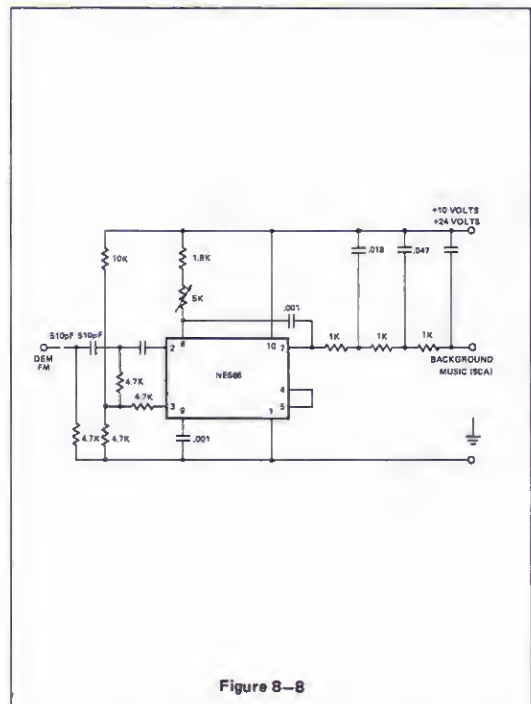 +10 VOLTS
+24 VOLTS
10K
1.8K
5K
.018
.047
.001
1K
1K
1K
510pF
510pF
DEM
FM
2
8
10
7
NE565
4
5
3
9
1
4.7K
4.7K
4.7K
4.7K
.001
BACKGROUND
MUSIC (SCA)
Figure 8—8